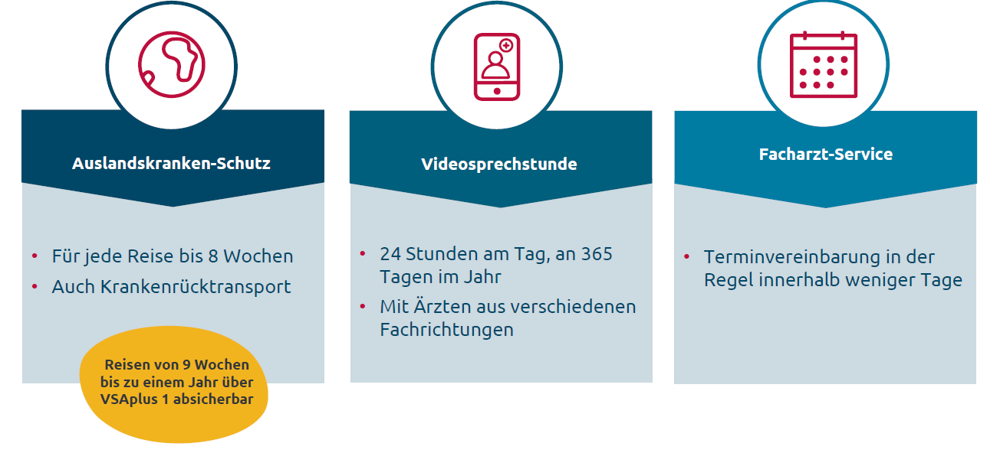 Auslandskranken-Schutz
• Für jede Reise bis 8 Wochen
• Auch Krankenrücktransport
Reisen von 9 Wochen
bis zu einem Jahr über
VSAplus 1 absicherbar
Videosprechstunde
• 24 Stunden am Tag, an 365
Tagen im Jahr
• Mit Ärzten aus verschiedenen
Fachrichtungen
Facharzt-Service
• Terminvereinbarung in der
Regel innerhalb weniger Tage